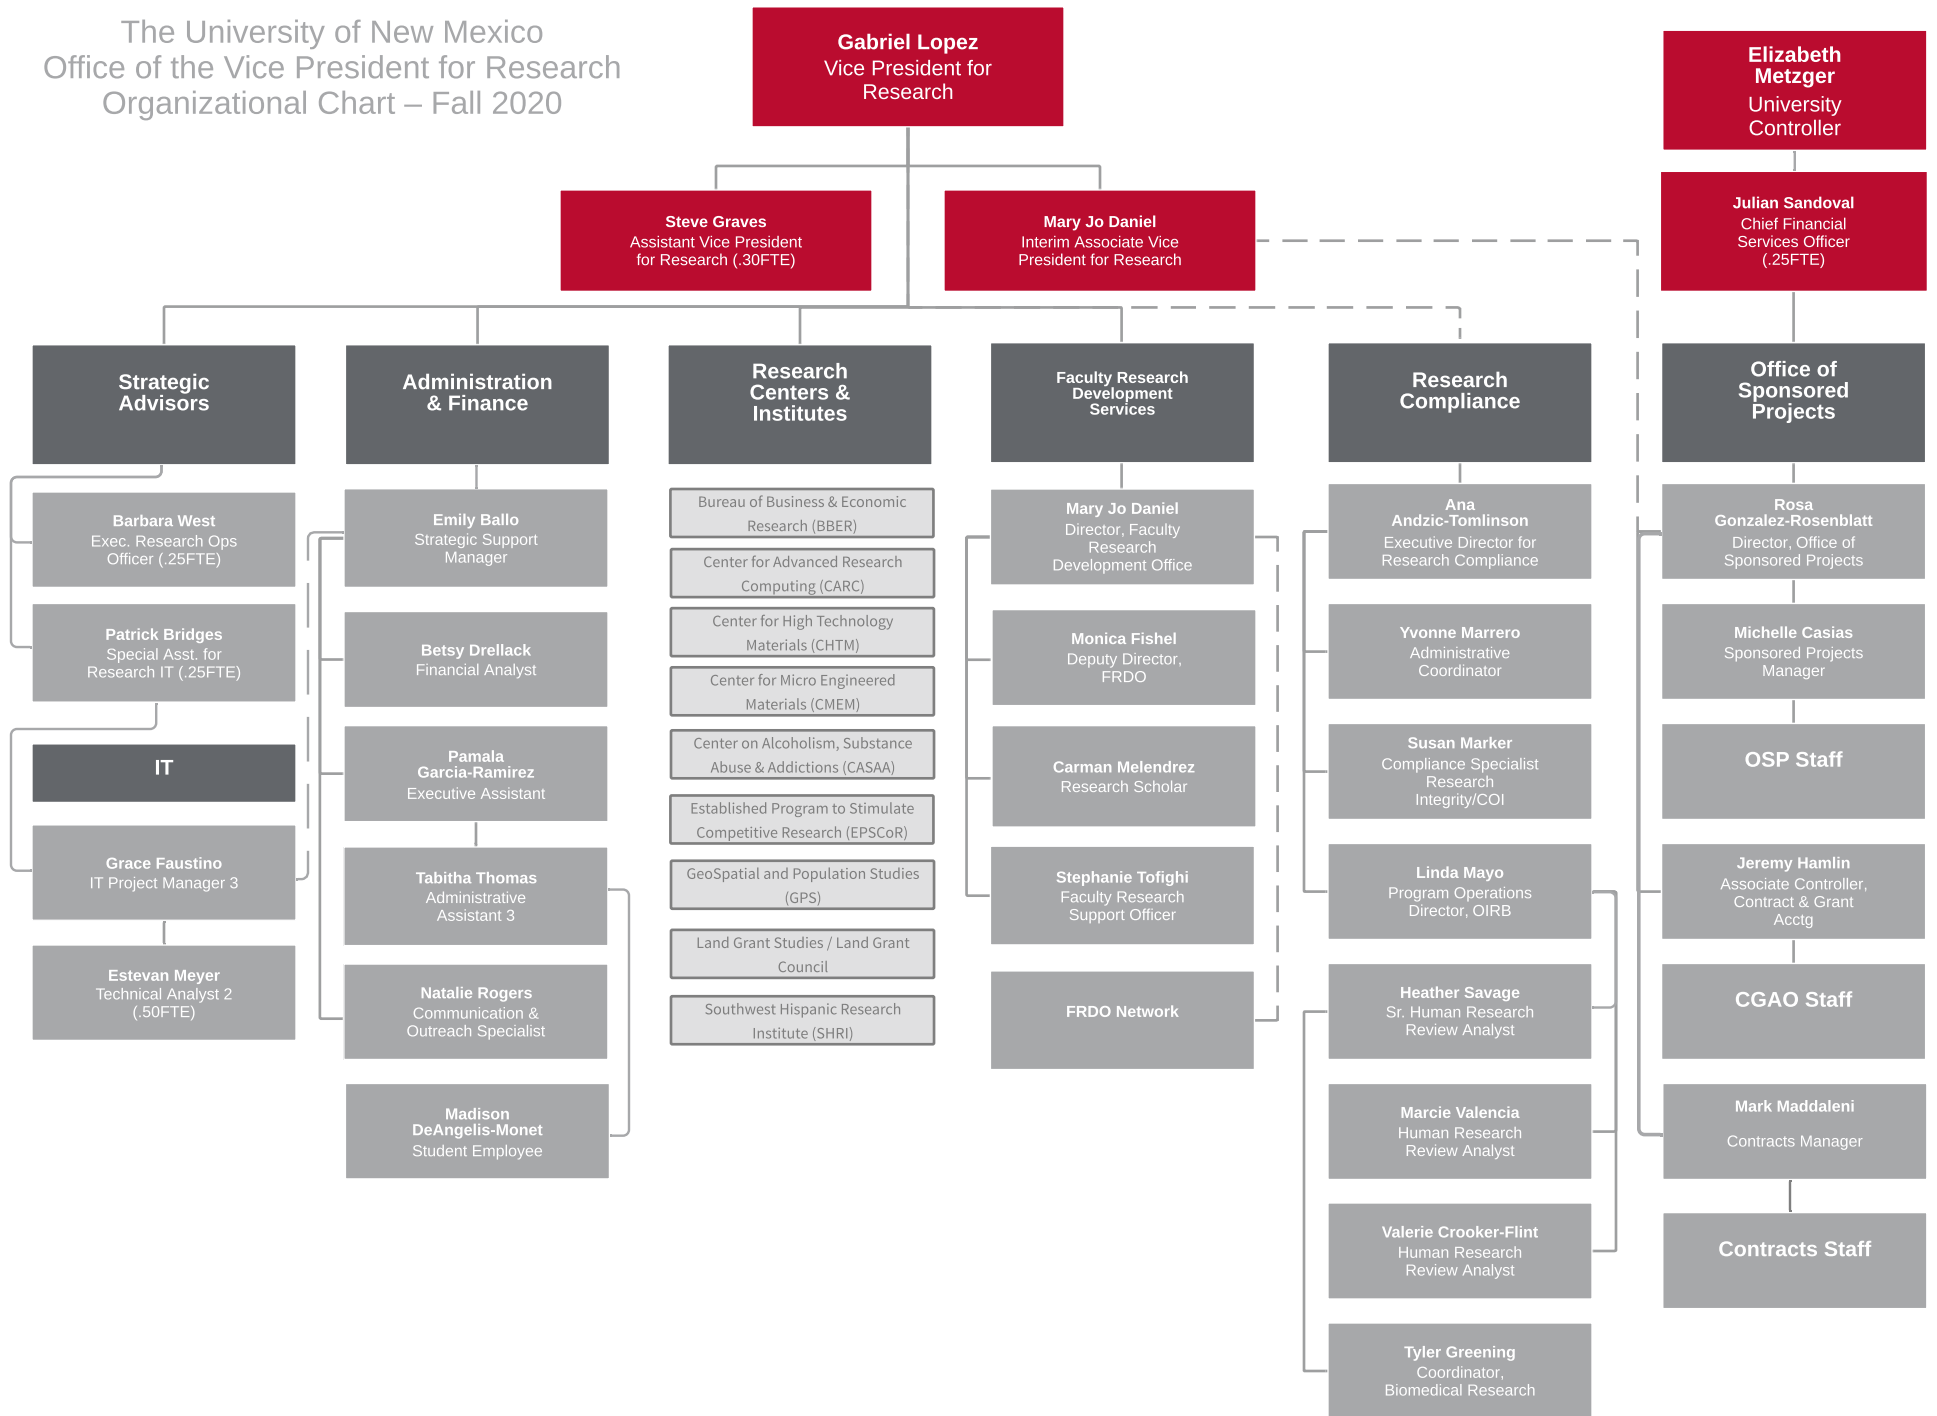 The University of New Mexico
Office of the Vice President for Research
Organizational Chart – Fall 2020
Gabriel Lopez
Vice President for
Research
Elizabeth
Metzger
University
Controller
Steve Graves
Assistant Vice President
for Research (.30FTE)
Mary Jo Daniel
Interim Associate Vice
President for Research
Julian Sandoval
Chief Financial
Services Officer
(.25FTE)
Strategic
Advisors
Barbara West
Exec. Research Ops
Officer (.25FTE)
Patrick Bridges
Special Asst. for
Research IT (.25FTE)
IT
Grace Faustino
IT Project Manager 3
Estevan Meyer
Technical Analyst 2
(.50FTE)
Administration
& Finance
Emily Ballo
Strategic Support
Manager
Betsy Drellack
Financial Analyst
Pamala
Garcia-Ramirez
Executive Assistant
Tabitha Thomas
Administrative
Assistant 3
Natalie Rogers
Communication &
Outreach Specialist
Madison
DeAngelis-Monet
Student Employee
Research
Centers &
Institutes
Bureau of Business & Economic
Research (BBER)
Center for Advanced Research
Computing (CARC)
Center for High Technology
Materials (CHTM)
Center for Micro Engineered
Materials (CMEM)
Center on Alcoholism, Substance
Abuse & Addictions (CASAA)
Established Program to Stimulate
Competitive Research (EPSCoR)
GeoSpatial and Population Studies
(GPS)
Land Grant Studies / Land Grant
Council
Southwest Hispanic Research
Institute (SHRI)
Faculty Research
Development
Services
Mary Jo Daniel
Director, Faculty
Research
Development Office
Monica Fishel
Deputy Director,
FRDO
Carman Melendrez
Research Scholar
Stephanie Tofighi
Faculty Research
Support Officer
FRDO Network
Research
Compliance
Ana
Andzic-Tomlinson
Executive Director for
Research Compliance
Yvonne Marrero
Administrative
Coordinator
Susan Marker
Compliance Specialist
Research
Integrity/COI
Linda Mayo
Program Operations
Director, OIRB
Heather Savage
Sr. Human Research
Review Analyst
Marcie Valencia
Human Research
Review Analyst
Valerie Crooker-Flint
Human Research
Review Analyst
Tyler Greening
Coordinator,
Biomedical Research
Office of
Sponsored
Projects
Rosa
Gonzalez-Rosenblatt
Director, Office of
Sponsored Projects
Michelle Casias
Sponsored Projects
Manager
OSP Staff
Jeremy Hamlin
Associate Controller,
Contract & Grant
Acctg
CGAO Staff
Mark Maddaleni
Contracts Manager
Contracts Staff